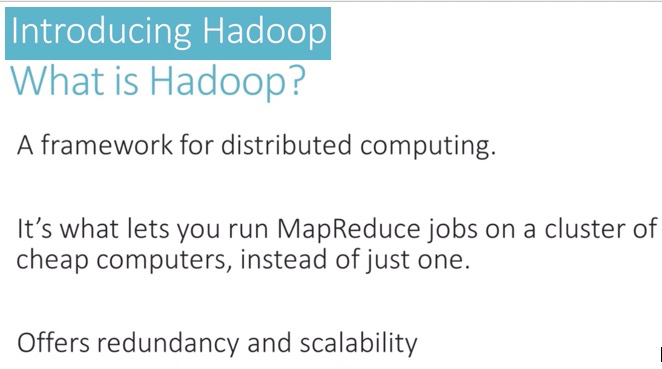 Introducing Hadoop
What is Hadoop?
A framework for distributed computing.
It’s what lets you run MapReduce jobs on a cluster of
cheap computers, instead of just one.
Offers redundancy and scalability